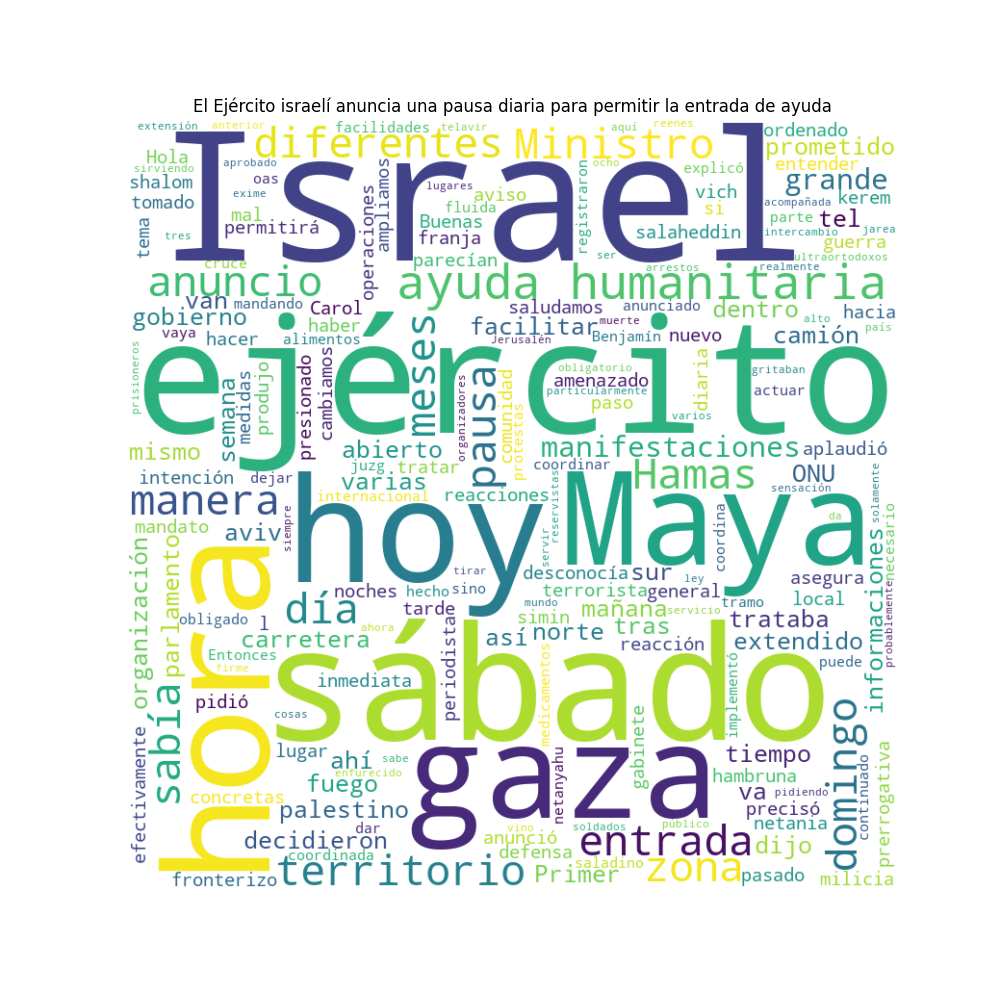 El Ejército israelí anuncia una pausa diaria para permitir la entrada de ayuda
extensión anterior facilidades telavir aquí reenes ordenado
Hola diferentes Ministro prometido
sirviendo aprobado ocho explicó entender
shalom oas Israel lugares aviso acompañada grande
tomado exime ampliamos fluida registraron vich kerem
tema mal operaciones Buenas si parte tel
permitirá franja salaheddin intercambio jarea
tres parecían ser guerra
cruce arrestos ultraortodoxos
anuncio ayuda humanitaria realmente
van mandando Carol saludamos anunciado dentro hacia
gobierno haber facilitar muerte nuevo alto
vaya hacer alimentos Jerusalén Benjamín camión país
ejército
prisioneros semana medidas produjo presionado cambiamos meses organizadores pausa comunidad protestas
obligatorio gritaban
amenazado diaria
particularmente actuar
paso varios
mismo abierto manifestaciones aplaudió
intención dejar juzg tratar coordinar Hamas ONU
varias sensación
manera internacional reacciones
mandato siempre hoy reservistas Maya solamente
aviv servir coordina da necesario
organización parlamento hora tirar desconocía sur ley asegura informaciones
noches hecho sino terrorista general
día mundo mañana servicio tramo local
obligado l tarde simin trataba probablemente
carretera ahora así norte tras reacción extendido
Entonces puede
firme sábado
inmediata periodistas medicamentos implementó
sabía pidió
cosas
efectivamente lugar ahí sabe gaza gabinete tiempo domingo
enfurecido netanyahu hambruna continuado prerrogativa
concretas fuego va pidiendo
palestino precisó
decidieron dar vino soldados público netania
anunció entrada
coordinada defensa dijo
fronterizo territorio saladino zona pasado
Primer milicia